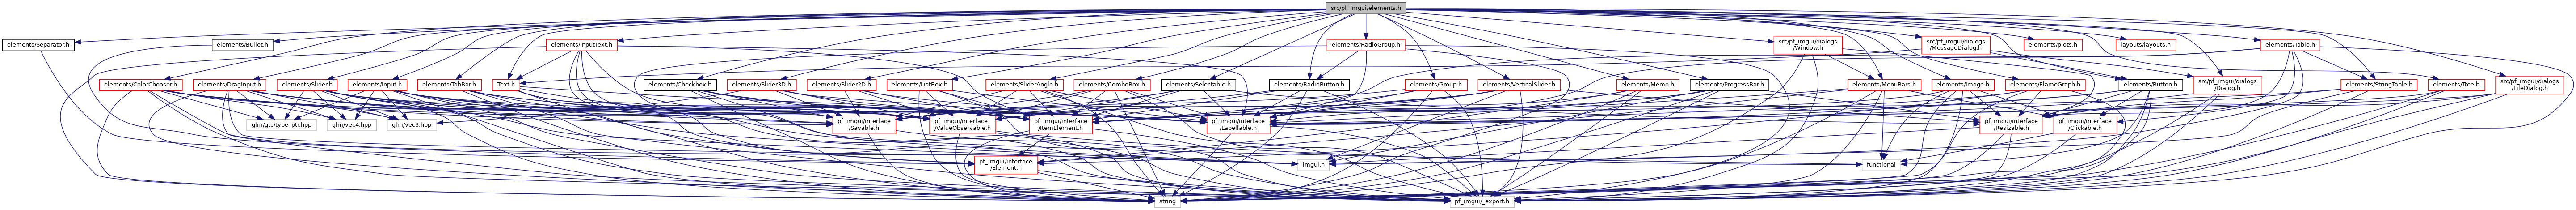 src/pf_imgui/elements.h
elements/Separator.h
elements/Bullet.h
elements/InputText.h
elements/RadioGroup.h
src/pf_imgui/dialogs
/Window.h
src/pf_imgui/dialogs
/MessageDialog.h
elements/plots.h
layouts/layouts.h
elements/Table.h
elements/ColorChooser.h
elements/DragInput.h
elements/Slider.h
elements/Input.h
elements/TabBar.h
Text.h
elements/Checkbox.h
elements/Slider3D.h
elements/Slider2D.h
elements/ListBox.h
elements/SliderAngle.h
elements/ComboBox.h
elements/Selectable.h
elements/RadioButton.h
elements/Group.h
elements/VerticalSlider.h
elements/Memo.h
elements/ProgressBar.h
elements/MenuBars.h
elements/Image.h
elements/FlameGraph.h
elements/Button.h
src/pf_imgui/dialogs
/Dialog.h
elements/StringTable.h
elements/Tree.h
src/pf_imgui/dialogs
/FileDialog.h
glm/gtc/type_ptr.hpp
glm/vec4.hpp
glm/vec3.hpp
pf_imgui/interface
/Savable.h
pf_imgui/interface
/ValueObservable.h
pf_imgui/interface
/ItemElement.h
pf_imgui/interface
/Labellable.h
pf_imgui/interface
/Resizable.h
pf_imgui/interface
/Clickable.h
pf_imgui/interface
/Element.h
imgui.h
functional
string
pf_imgui/_export.h